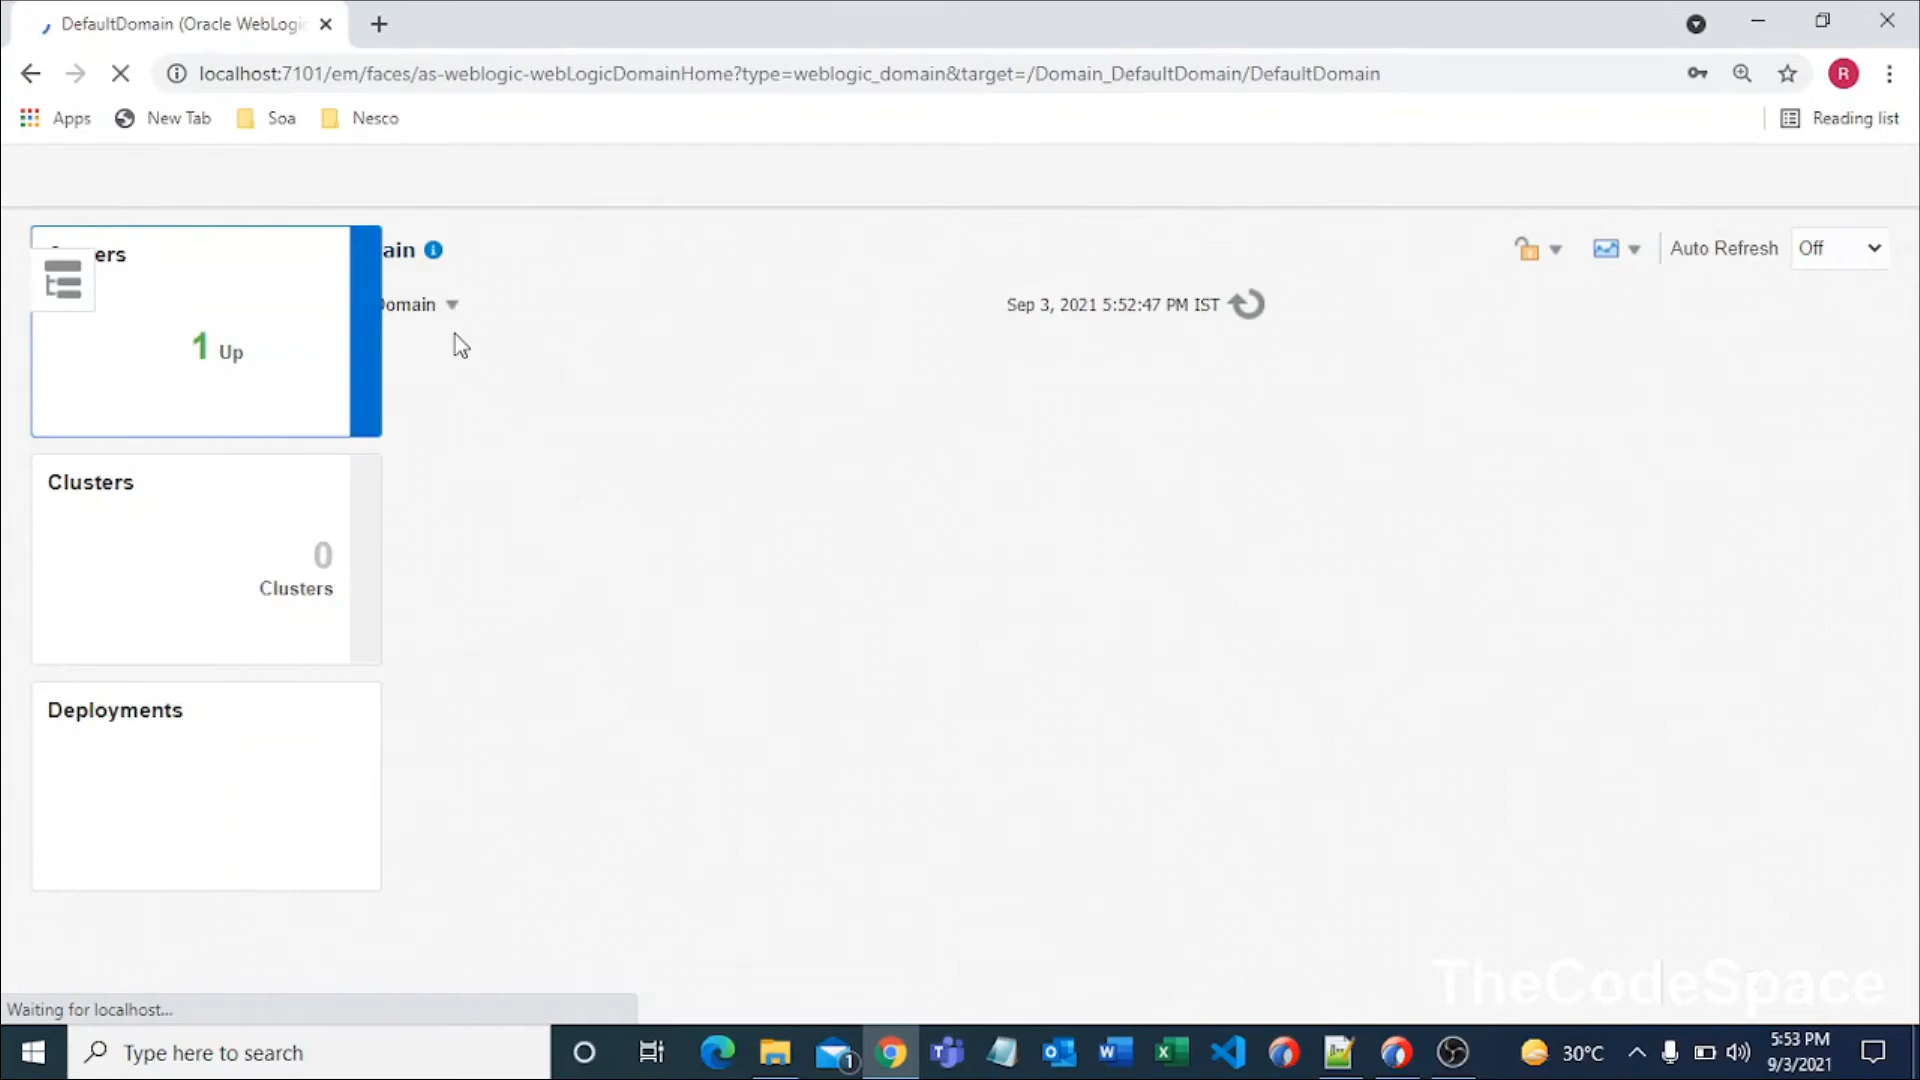 DefaultDomain (Oracle WebLogi
localhost:7101/em/faces/as-weblogic-webLogicDomainHome?type=weblogic_domain&target=/Domain_DefaultDomain/DefaultDomain
R
Apps New Tab Soa Nesco Reading list
ers
ain
Auto Refresh Off
Domain
Sep 3, 2021 5:52:47 PM IST
1 Up
Clusters
0
Clusters
Deployments
TheCodeSpace
Waiting for localhost...
Type here to search
1
30°C
5:53 PM
9/3/2021